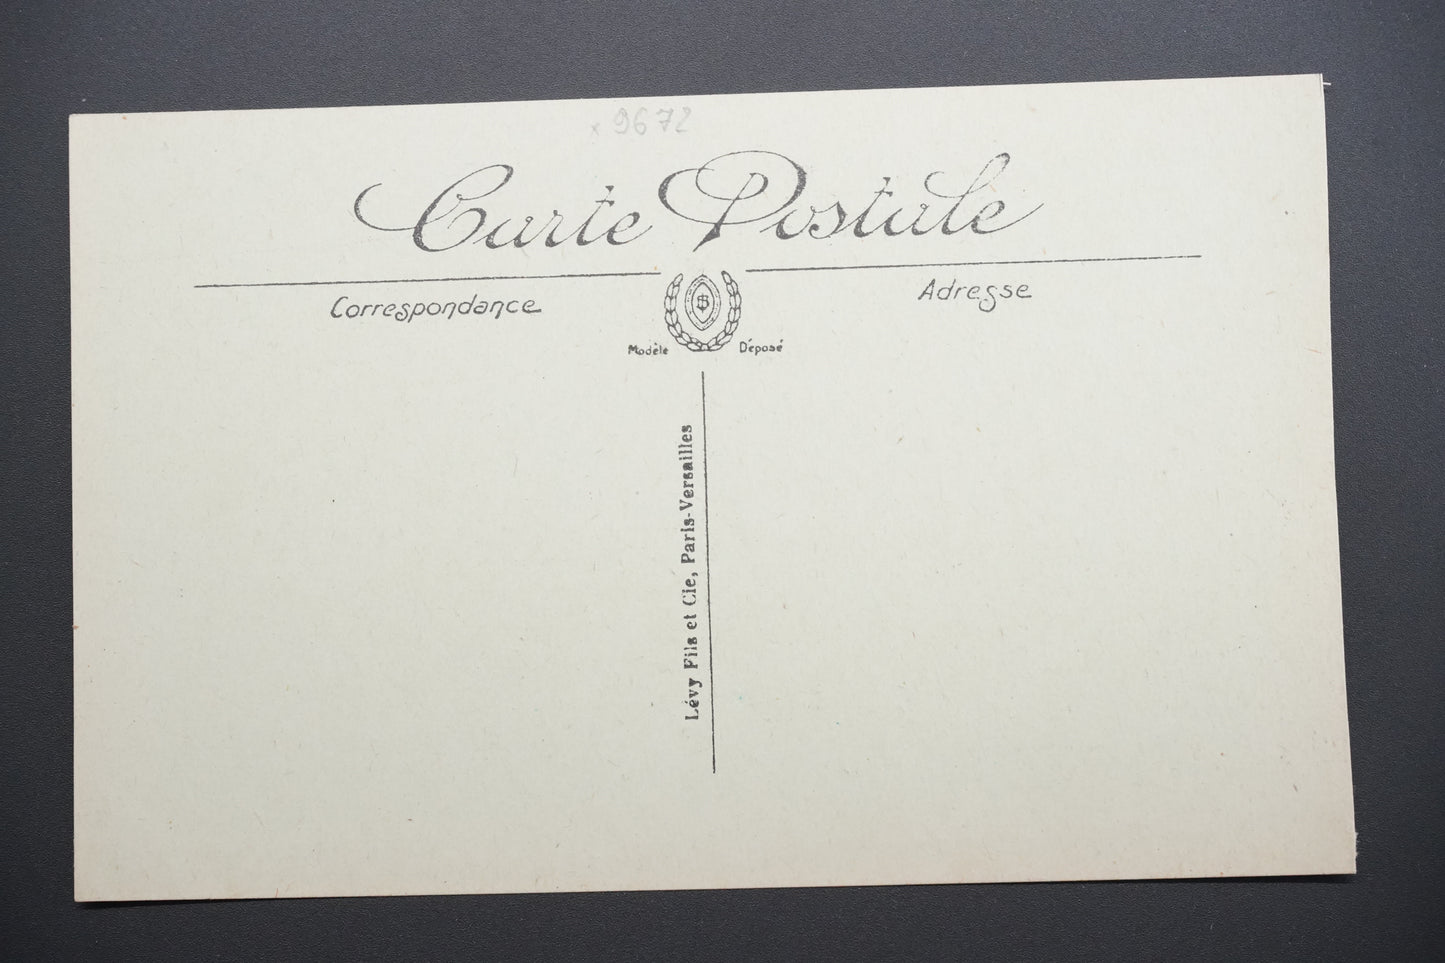 x 9672
Carte Postale
Correspondance
Adresse
Modèle Déposé
Lévy Fils et Cie, Paris-Versailles